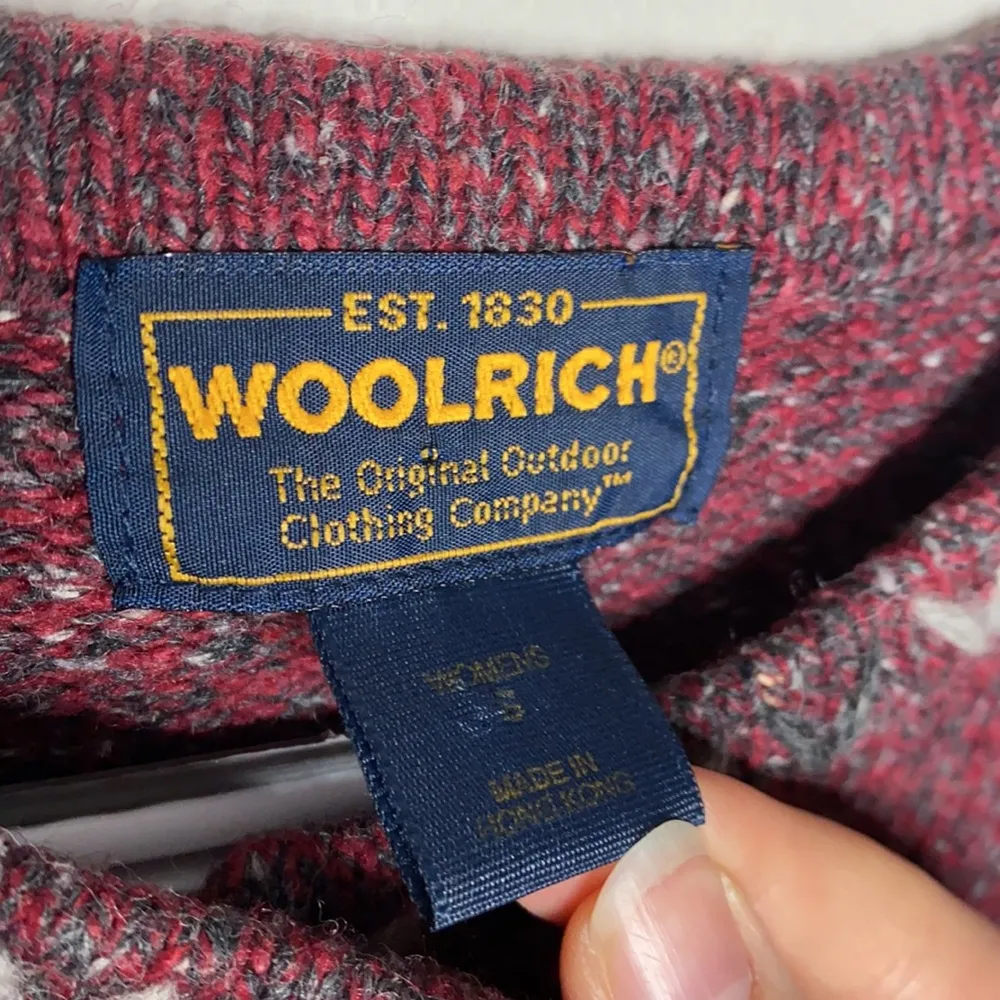 EST. 1830
WOOLRICH®
The Original Outdoor
Clothing Company™
WOMENS
S
MADE IN
HONG KONG